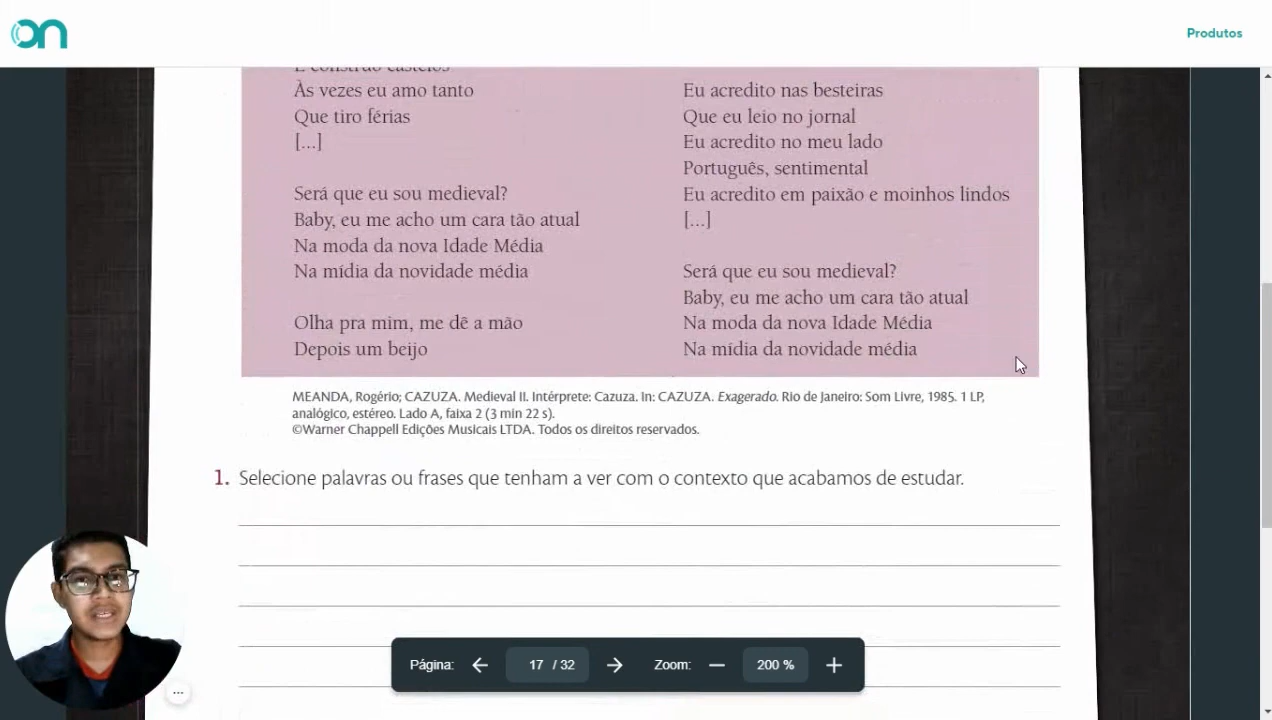 on
Produtos
E construo castelos
Às vezes eu amo tanto
Que tiro férias
[...]
Será que eu sou medieval?
Baby, eu me acho um cara tão atual
Na moda da nova Idade Média
Na mídia da novidade média
Olha pra mim, me dê a mão
Depois um beijo
Eu acredito nas besteiras
Que eu leio no jornal
Eu acredito no meu lado
Português, sentimental
Eu acredito em paixão e moinhos lindos
[...]
Será que eu sou medieval?
Baby, eu me acho um cara tão atual
Na moda da nova Idade Média
Na mídia da novidade média
MEANDA, Rogério; CAZUZA. Medieval II. Intérprete: Cazuza. In: CAZUZA. Exagerado. Rio de Janeiro: Som Livre, 1985. 1 LP,
analógico, estéreo. Lado A, faixa 2 (3 min 22 s).
©Warner Chappell Edições Musicais LTDA. Todos os direitos reservados.
1. Selecione palavras ou frases que tenham a ver com o contexto que acabamos de estudar.
Página: 17 / 32 Zoom: 200 %